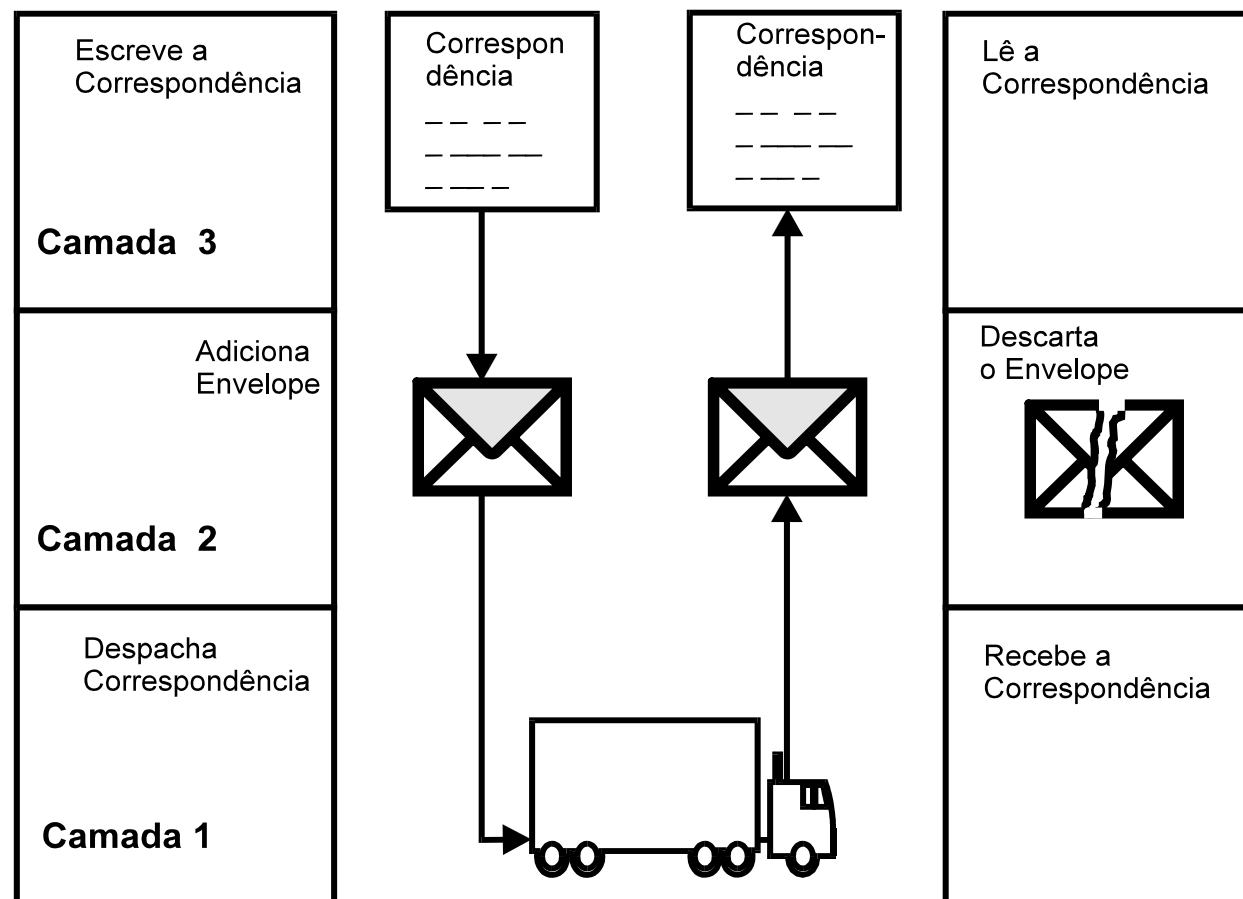 Escreve a
Correspondência
Camada 3
Correspon
dência
Correspon-
dência
Lê a
Correspondência
Adiciona
Envelope
Camada 2
Descarta
o Envelope
Despacha
Correspondência
Camada 1
Recebe a
Correspondência